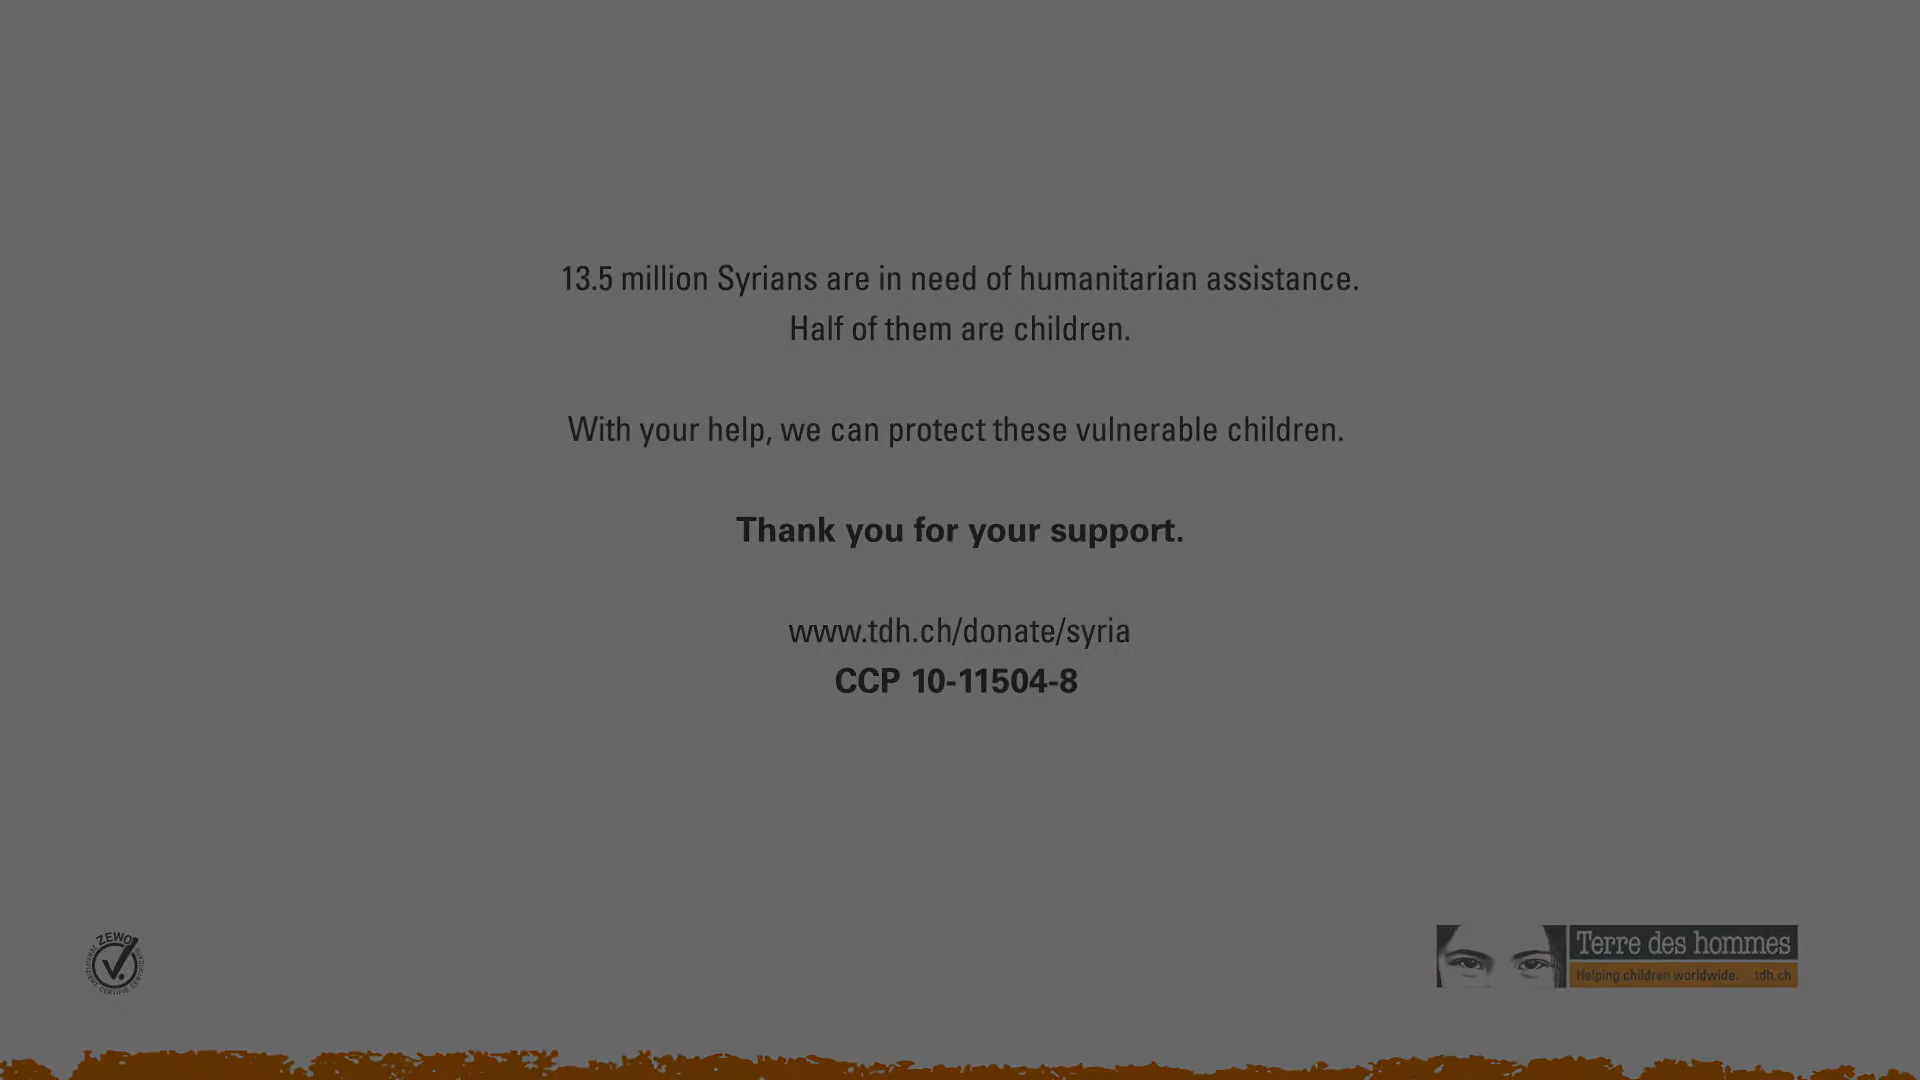 13.5 million Syrians are in need of humanitarian assistance.
Half of them are children.
With your help, we can protect these vulnerable children.
Thank you for your support.
www.tdh.ch/donate/syria
CCP 10-11504-8
ZEWO
Terre des hommes
Helping children worldwide. tdh.ch